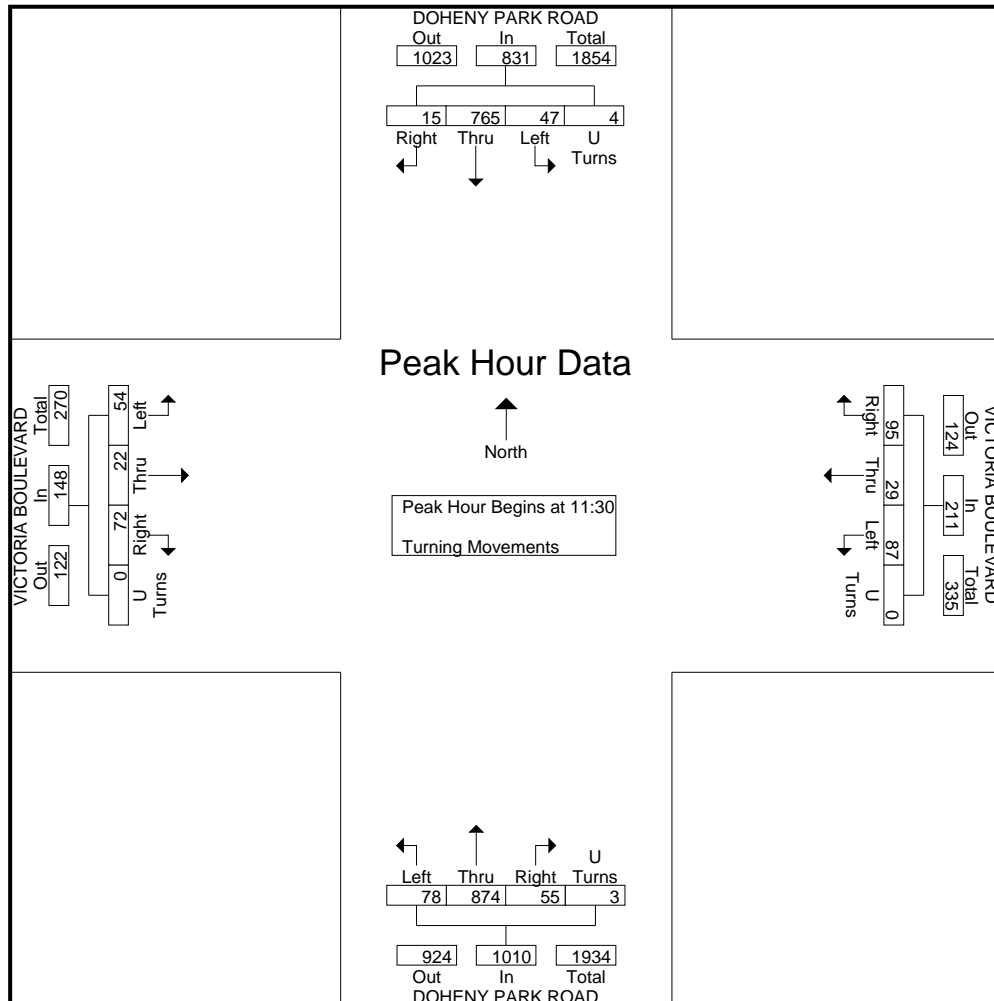 DOHENY PARK ROAD
Out In Total
1023 831 1854
15 765 47 4
Right Thru Left U
Turns
Peak Hour Data
North
Peak Hour Begins at 11:30
Turning Movements
VICTORIA BOULEVARD
Total In Out
270 148 122
54 22 72 0
Left Thru Right U
Turns
VICTORIA BOULEVARD
Out In Total
124 211 335
95 29 87 0
Right Thru Left U
Turns
U
Left Thru Right Turns
78 874 55 3
924 1010 1934
Out In Total
DOHENY PARK ROAD